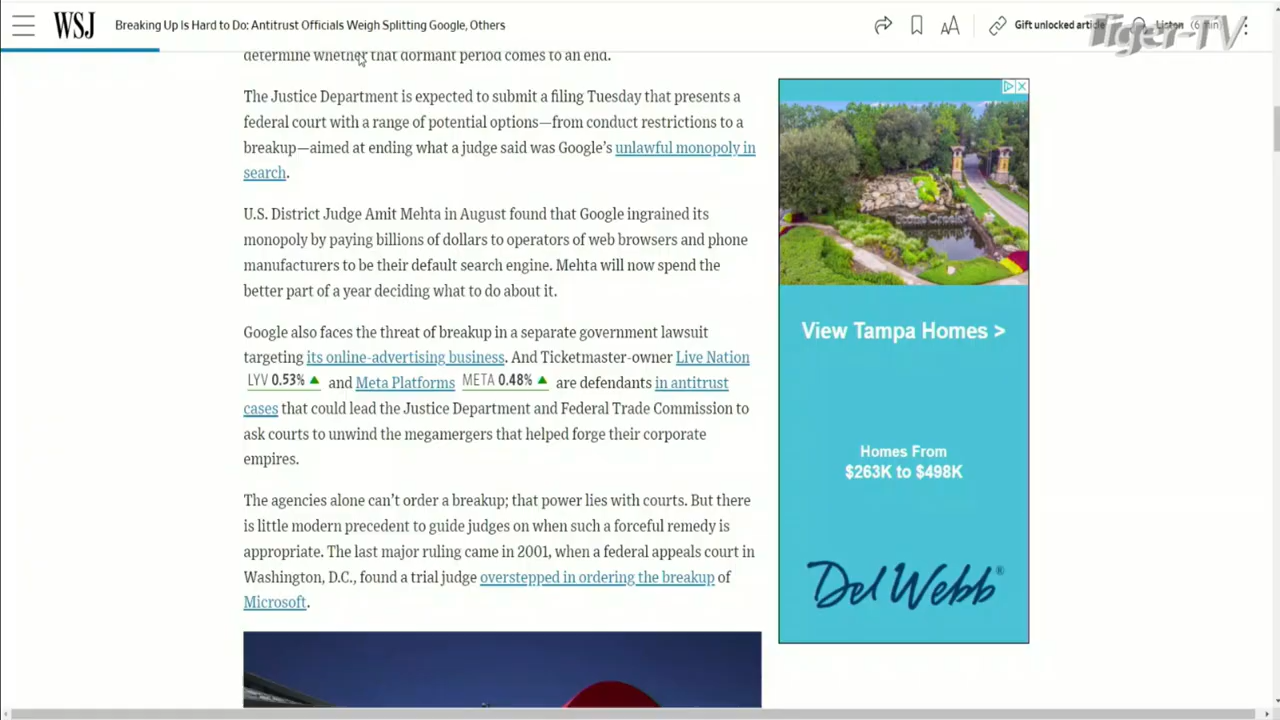 WSJ
Breaking Up Is Hard to Do: Antitrust Officials Weigh Splitting Google, Others
Gift unlocked article
Listen
Tiger-TV
determine whether that dormant period comes to an end.
The Justice Department is expected to submit a filing Tuesday that presents a
federal court with a range of potential options—from conduct restrictions to a
breakup—aimed at ending what a judge said was Google’s unlawful monopoly in
search.
U.S. District Judge Amit Mehta in August found that Google ingrained its
monopoly by paying billions of dollars to operators of web browsers and phone
manufacturers to be their default search engine. Mehta will now spend the
better part of a year deciding what to do about it.
Google also faces the threat of breakup in a separate government lawsuit
targeting its online-advertising business. And Ticketmaster-owner Live Nation
LYV 0.53% ▲ and Meta Platforms META 0.48% ▲ are defendants in antitrust
cases that could lead the Justice Department and Federal Trade Commission to
ask courts to unwind the megamergers that helped forge their corporate
empires.
The agencies alone can’t order a breakup; that power lies with courts. But there
is little modern precedent to guide judges on when such a forceful remedy is
appropriate. The last major ruling came in 2001, when a federal appeals court in
Washington, D.C., found a trial judge overstepped in ordering the breakup of
Microsoft.
View Tampa Homes >
Homes From
$263K to $498K
Del Webb®